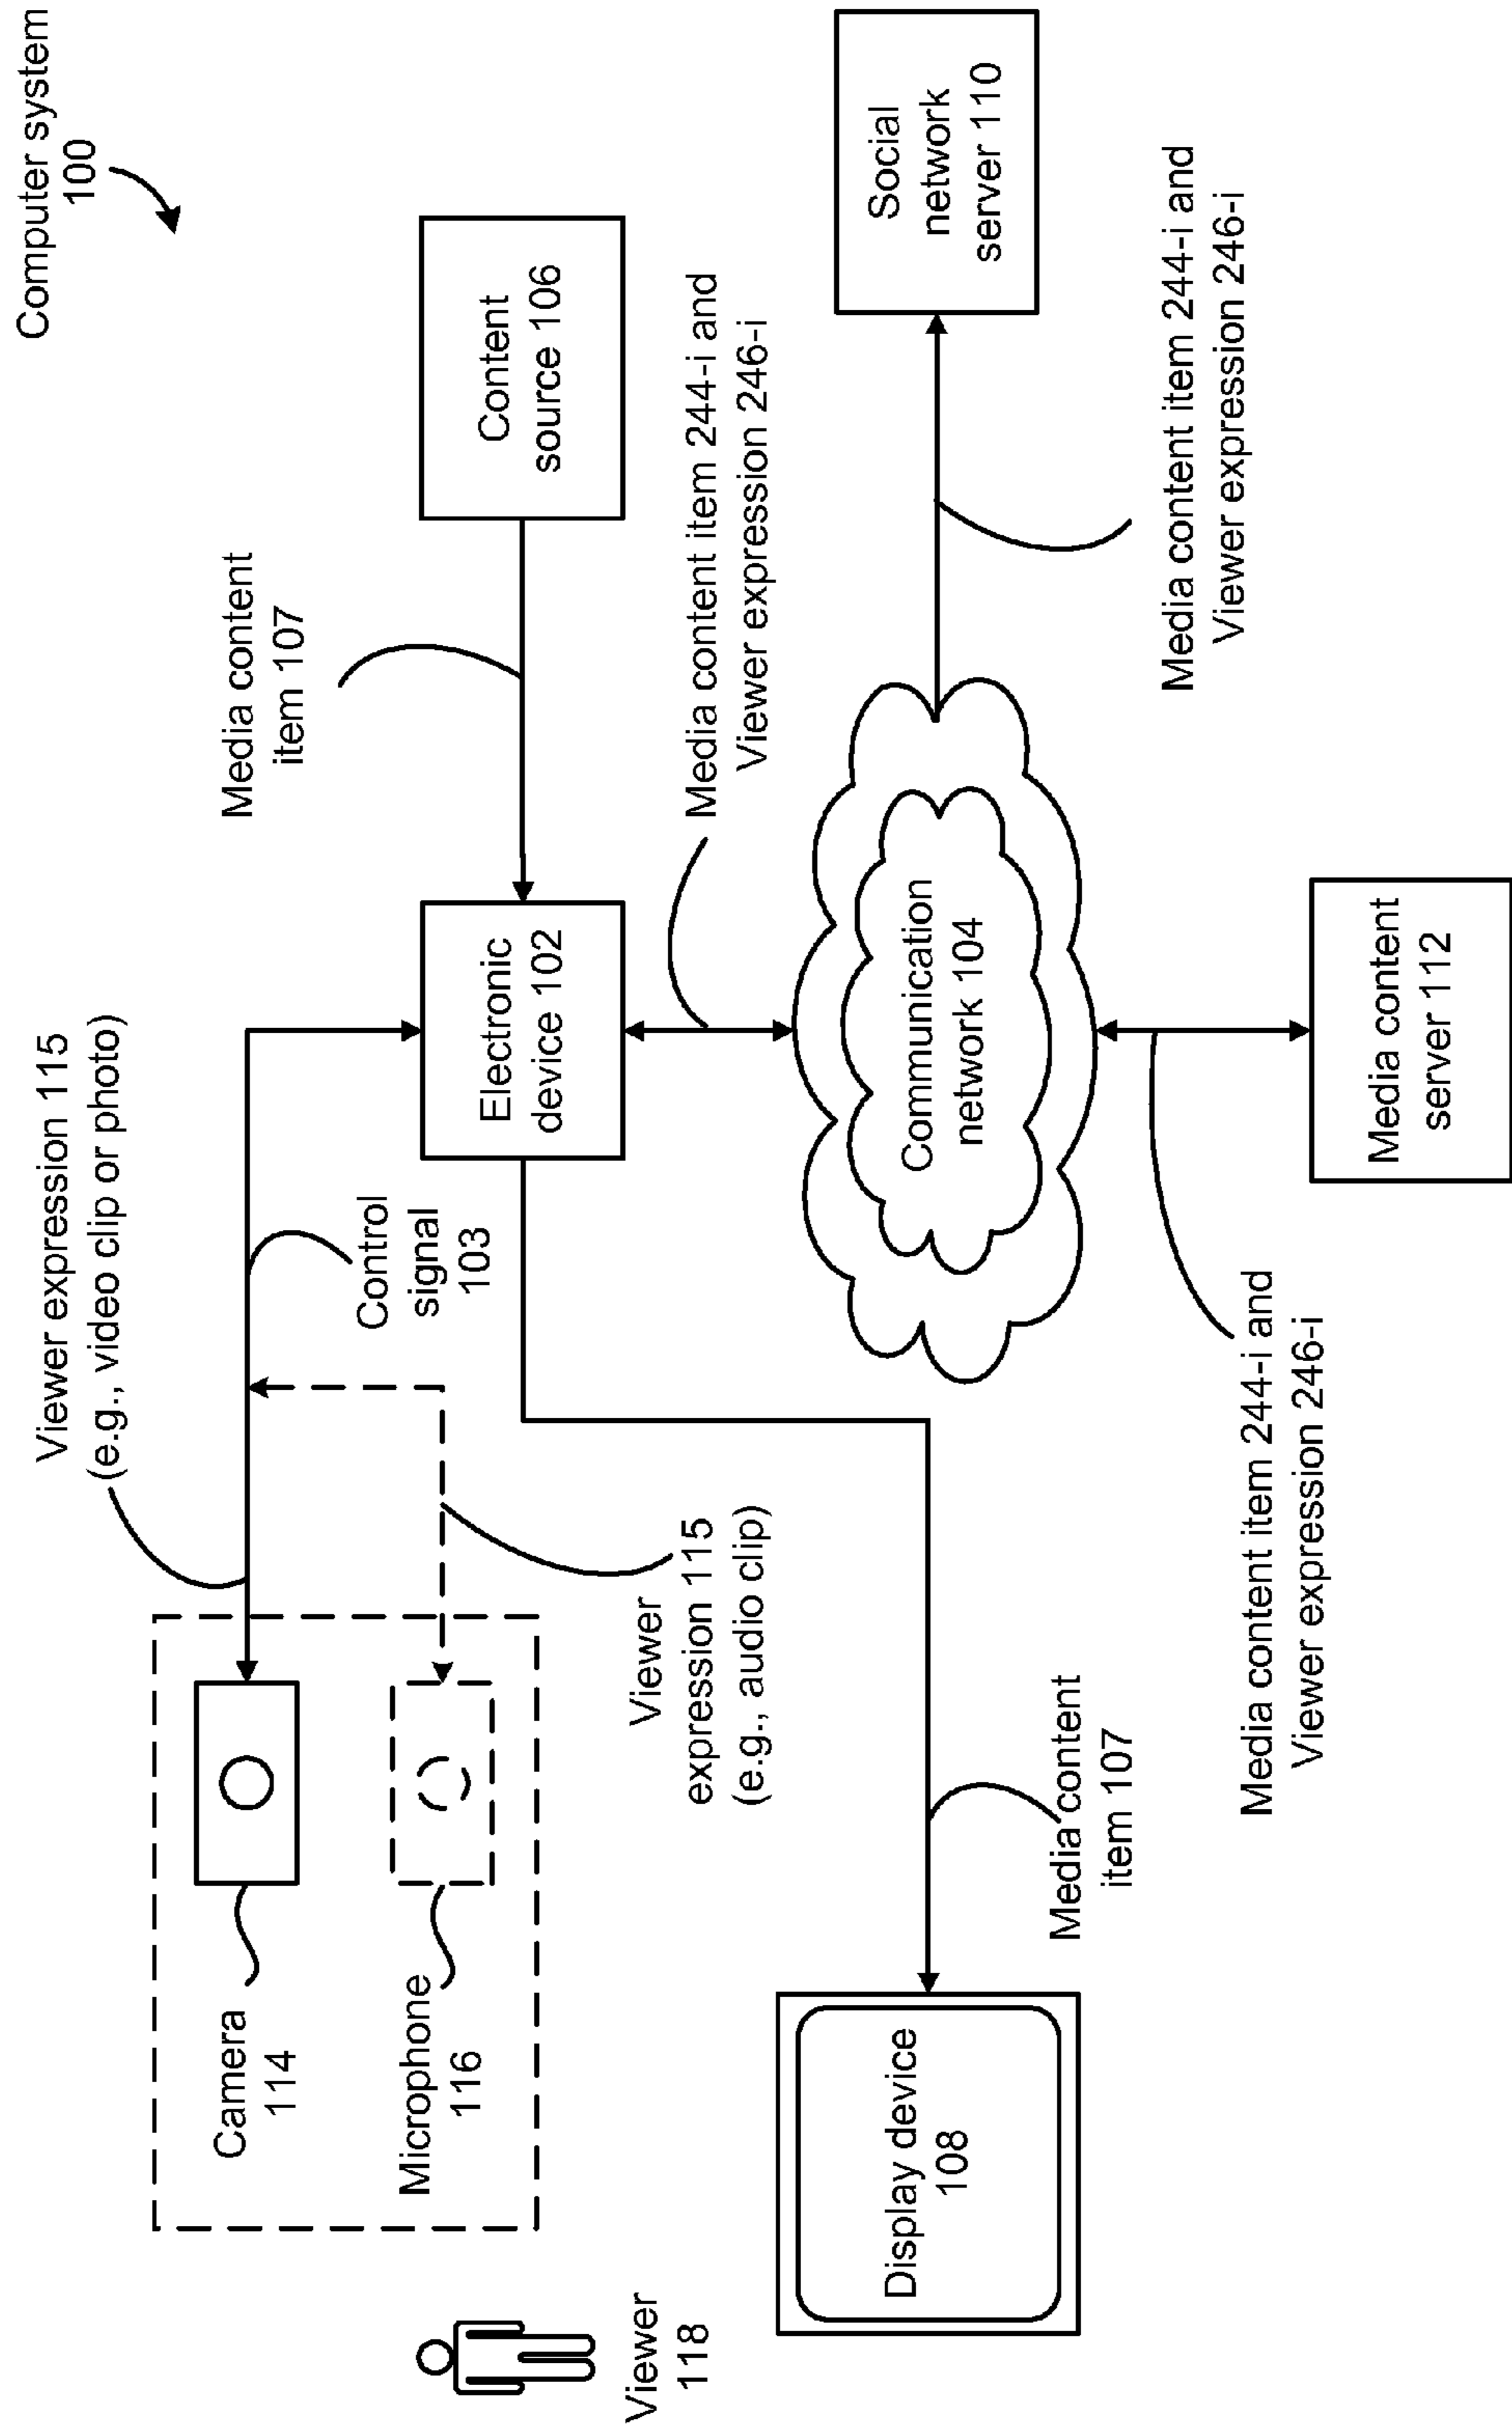 Computer system
100
Viewer expression 115
(e.g., video clip or photo)
Media content
item 107
Camera
114
Control
signal
103
Electronic
device 102
Content
source 106
Microphone
116
Viewer
expression 115
(e.g., audio clip)
Media content item 244-i and
Viewer expression 246-i
Viewer
118
Display device
108
Media content
item 107
Communication
network 104
Social
network
server 110
Media content item 244-i and
Viewer expression 246-i
Media content item 244-i and
Viewer expression 246-i
Media content
server 112